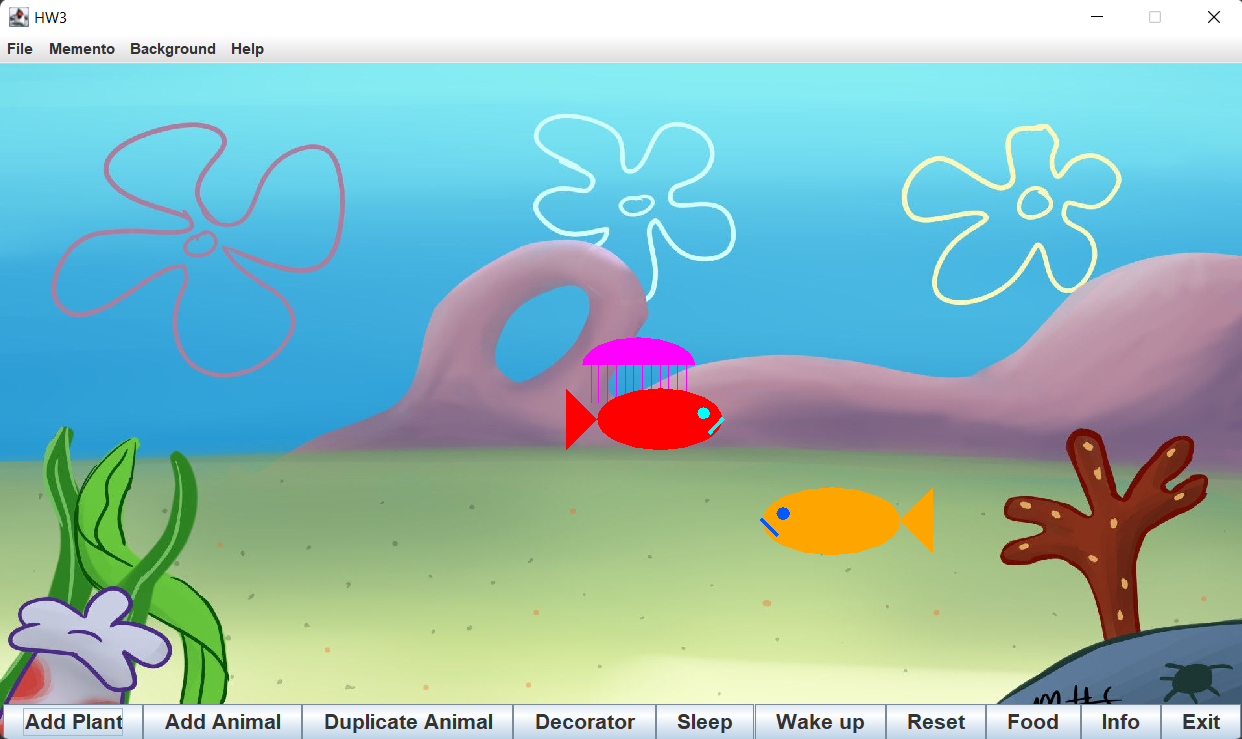 HW3
File Memento Background Help
Add Plant Add Animal Duplicate Animal Decorator Sleep Wake up Reset Food Info Exit